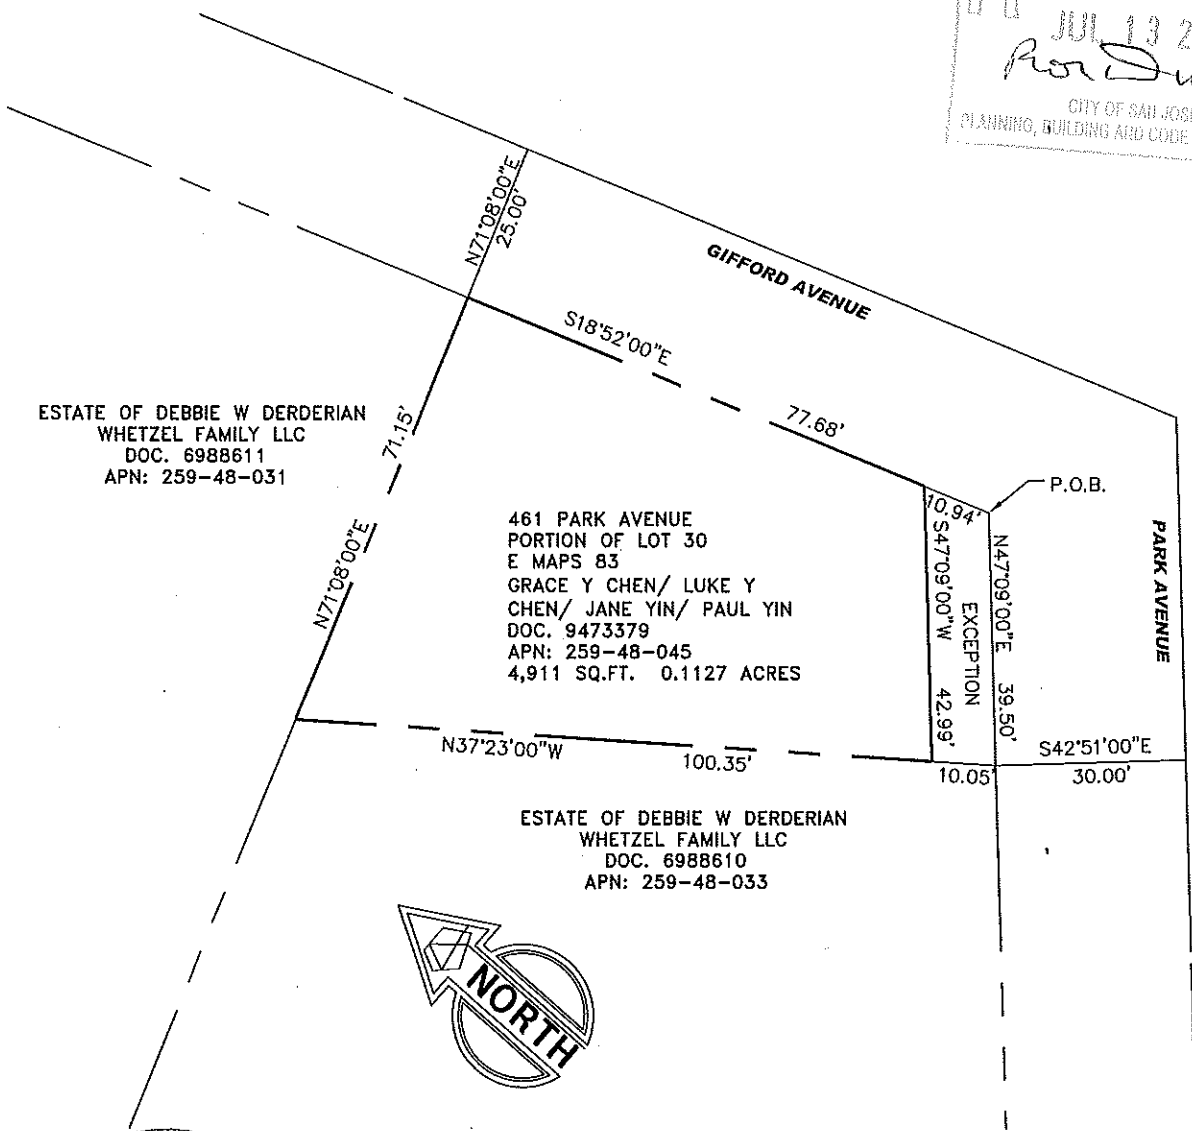 JUL 13 2
CITY OF SAN JOS
PLANNING, BUILDING AND CODE
N71°08'00"E
25.00'
GIFFORD AVENUE
S18°52'00"E
77.68'
ESTATE OF DEBBIE W DERDERIAN
WHETZEL FAMILY LLC
DOC. 6988611
APN: 259-48-031
71.15'
N71°08'00"E
P.O.B.
10.94'
461 PARK AVENUE
PORTION OF LOT 30
E MAPS 83
GRACE Y CHEN/ LUKE Y
CHEN/ JANE YIN/ PAUL YIN
DOC. 9473379
APN: 259-48-045
4,911 SQ.FT. 0.1127 ACRES
S47°09'00"W 42.99'
EXCEPTION
N47°09'00"E 39.50'
PARK AVENUE
N37°23'00"W 100.35'
10.05'
S42°51'00"E
30.00'
ESTATE OF DEBBIE W DERDERIAN
WHETZEL FAMILY LLC
DOC. 6988610
APN: 259-48-033
NORTH